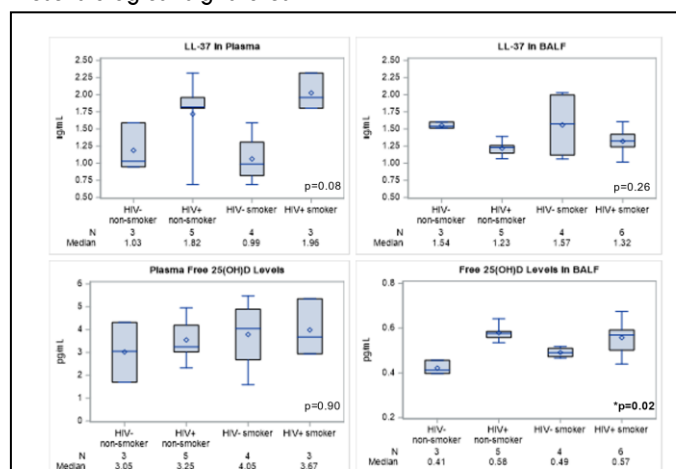 LL-37 In Plasma
2.50
2.25
2.00
1.75
1.50
1.25
1.00
0.75
0.50
p=0.08
HIV- non-smoker
HIV+ non-smoker
HIV- smoker
HIV+ smoker
N 3 5 4 3
Median 1.03 1.82 0.99 1.96
LL-37 In BALF
2.50
2.25
2.00
1.75
1.50
1.25
1.00
0.75
0.50
p=0.26
HIV- non-smoker
HIV+ non-smoker
HIV- smoker
HIV+ smoker
N 3 5 4 6
Median 1.54 1.23 1.57 1.32
Plasma Free 25(OH)D Levels
pg/mL
6
5
4
3
2
1
0
p=0.90
HIV- non-smoker
HIV+ non-smoker
HIV- smoker
HIV+ smoker
N 3 5 4 3
Median 3.05 3.25 4.05 3.67
Free 25(OH)D Levels in BALF
pg/mL
0.8
0.6
0.4
0.2
*p=0.02
HIV- non-smoker
HIV+ non-smoker
HIV- smoker
HIV+ smoker
N 3 5 4 6
Median 0.41 0.58 0.49 0.57